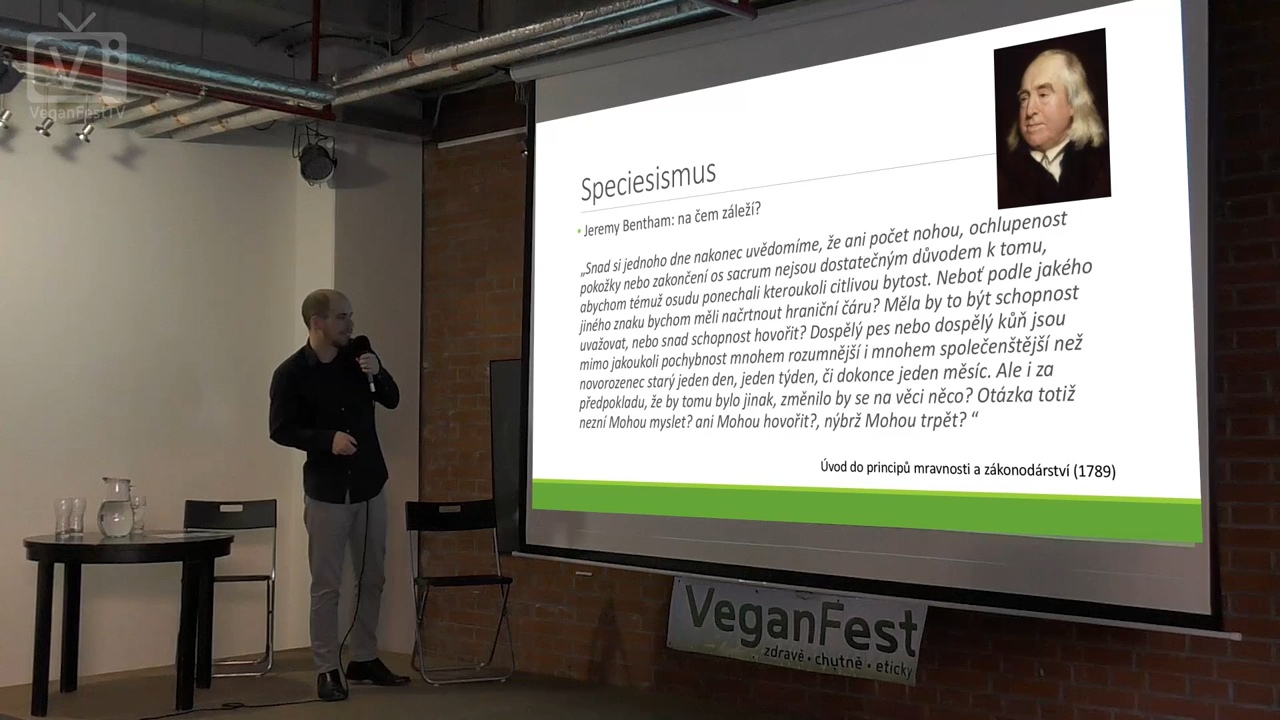 V
VeganFestTV
Speciesismus
• Jeremy Bentham: na čem záleží?
„Snad si jednoho dne nakonec uvědomíme, že ani počet nohou, ochlupenost
pokožky nebo zakončení os sacrum nejsou dostatečným důvodem k tomu,
abychom témuž osudu ponechali kteroukoli citlivou bytost. Neboť podle jakého
jiného znaku bychom měli načrtnout hraniční čáru? Měla by to být schopnost
uvažovat, nebo snad schopnost hovořit? Dospělý pes nebo dospělý kůň jsou
mimo jakoukoli pochybnost mnohem rozumnější i mnohem společenštější než
novorozenec starý jeden den, jeden týden, či dokonce jeden měsíc. Ale i za
předpokladu, že by tomu bylo jinak, změnilo by se na věci něco? Otázka totiž
nezní Mohou myslet? ani Mohou hovořit?, nýbrž Mohou trpět? “
Úvod do principů mravnosti a zákonodárství (1789)
VeganFest
zdravě • chutně • eticky